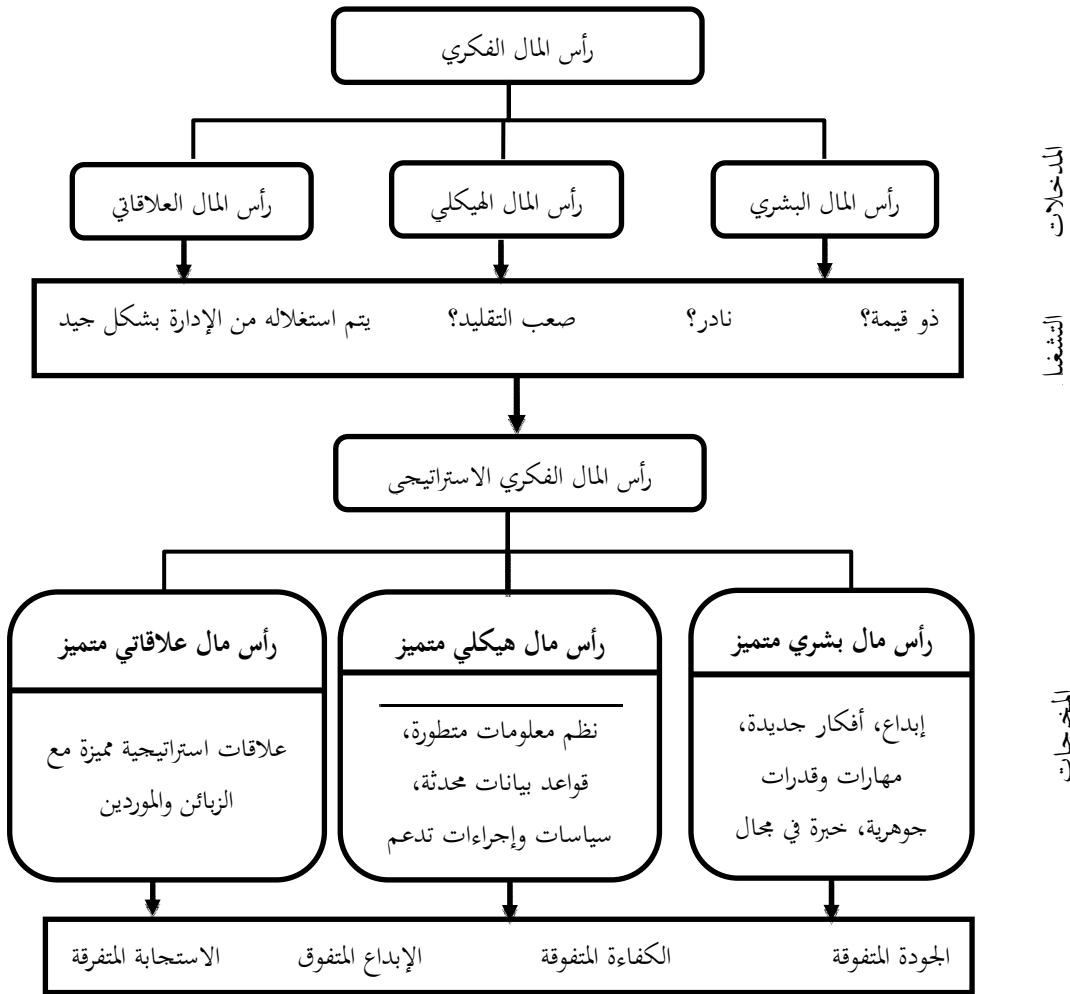 رأس المال الفكري
رأس المال البشري
رأس المال الهيكلي
رأس المال العلاقاتي
المدخلات
ذو قيمة؟
نادر؟
صعب التقليد؟
يتم استغلاله من الإدارة بشكل جيد
رأس المال الفكري الاستراتيجي
رأس مال بشري متميز
إبداع، أفكار جديدة،
مهارات وقدرات
جوهرية، خبرة في مجال
رأس مال هيكلي متميز
نظم معلومات متطورة،
قواعد بيانات محدثة،
سياسات وإجراءات تدعم
رأس مال علاقاتي متميز
علاقات استراتيجية مميزة مع
الزبائن والموردين
المخرجات
الجودة المتفوقة
الكفاءة المتفوقة
الإبداع المتفوق
الاستجابة المتفرقة